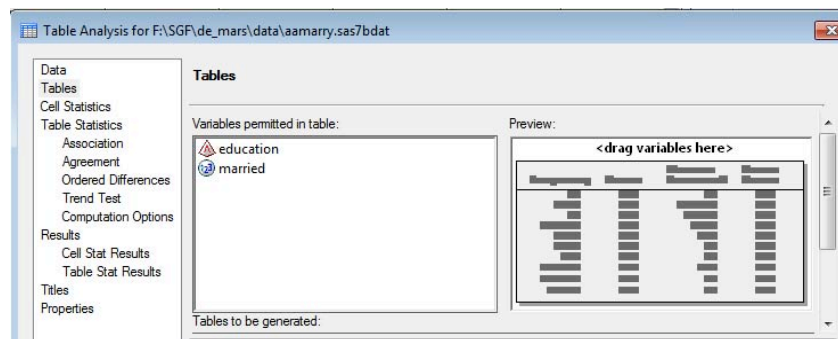 Table Analysis for F:\SGF\de_mars\data\aamarry.sas7bdat
Data
Tables
Cell Statistics
Table Statistics
Association
Agreement
Ordered Differences
Trend Test
Computation Options
Results
Cell Stat Results
Table Stat Results
Titles
Properties
Tables
Variables permitted in table:
education
married
Preview:
<drag variables here>
Tables to be generated: